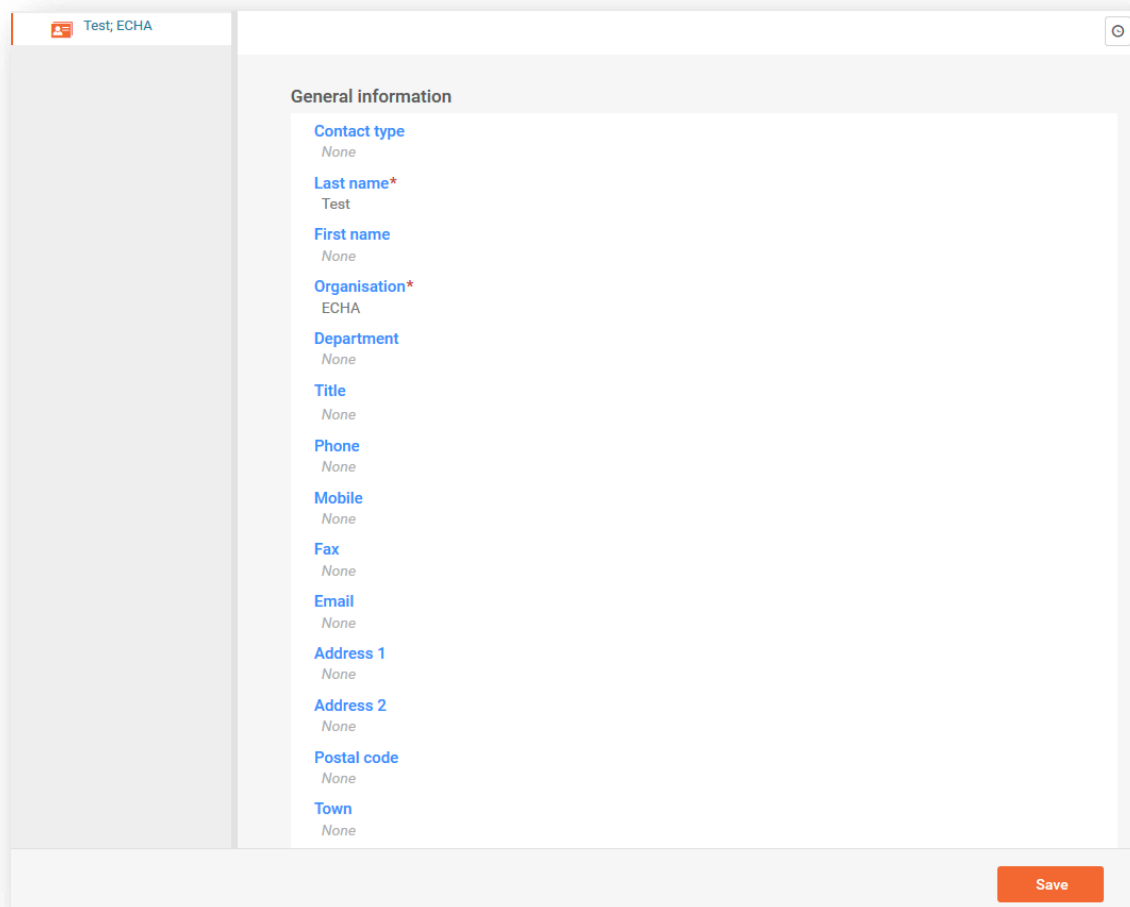 Test; ECHA
General information
Contact type
None
Last name*
Test
First name
None
Organisation*
ECHA
Department
None
Title
None
Phone
None
Mobile
None
Fax
None
Email
None
Address 1
None
Address 2
None
Postal code
None
Town
None
Save